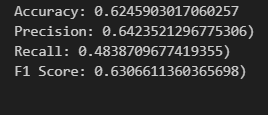 Accuracy: 0.6245903017060257
Precision: 0.6423521296775306)
Recall: 0.4838709677419355)
F1 Score: 0.6306611360365698)